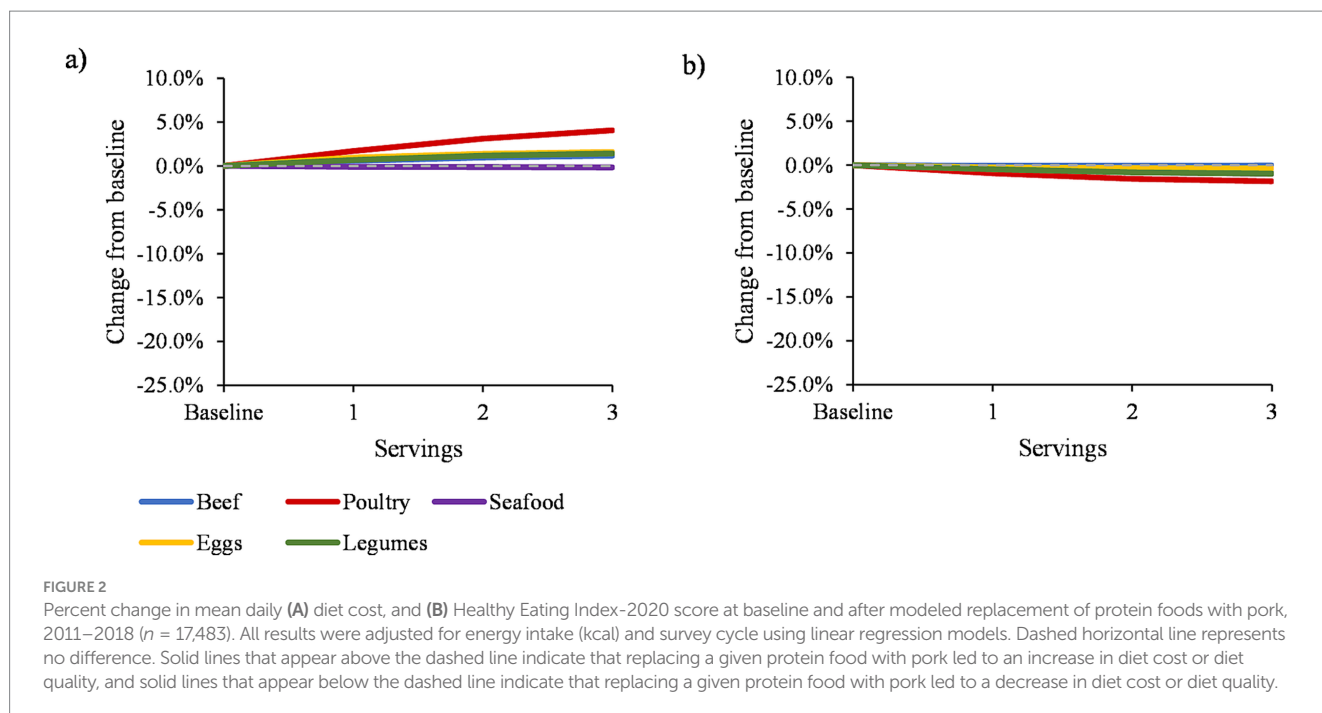 a)
10.0%
5.0%
0.0%
-5.0%
-10.0%
-15.0%
-20.0%
-25.0%
Change from baseline
Baseline 1 2 3
Servings
b)
10.0%
5.0%
0.0%
-5.0%
-10.0%
-15.0%
-20.0%
-25.0%
Change from baseline
Baseline 1 2 3
Servings
Beef Poultry Seafood
Eggs Legumes
FIGURE 2
Percent change in mean daily (A) diet cost, and (B) Healthy Eating Index-2020 score at baseline and after modeled replacement of protein foods with pork,
2011–2018 (n = 17,483). All results were adjusted for energy intake (kcal) and survey cycle using linear regression models. Dashed horizontal line represents
no difference. Solid lines that appear above the dashed line indicate that replacing a given protein food with pork led to an increase in diet cost or diet
quality, and solid lines that appear below the dashed line indicate that replacing a given protein food with pork led to a decrease in diet cost or diet quality.